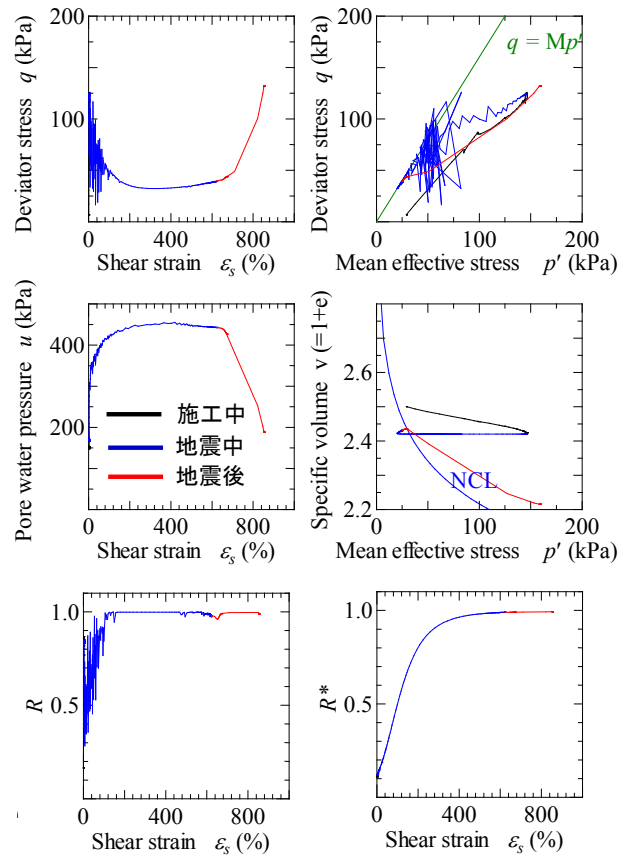 200
100
0
Deviator stress q (kPa)
0 400 800
Shear strain εs (%)
200
100
0
Deviator stress q (kPa)
q = Mp'
0 100 200
Mean effective stress p' (kPa)
400
200
Pore water pressure u (kPa)
施工中
地震中
地震後
0 400 800
Shear strain εs (%)
2.6
2.4
2.2
Specific volume v (=1+e)
NCL
0 100 200
Mean effective stress p' (kPa)
1.0
0.5
R
0 400 800
Shear strain εs (%)
1.0
0.5
R*
0 400 800
Shear strain εs (%)